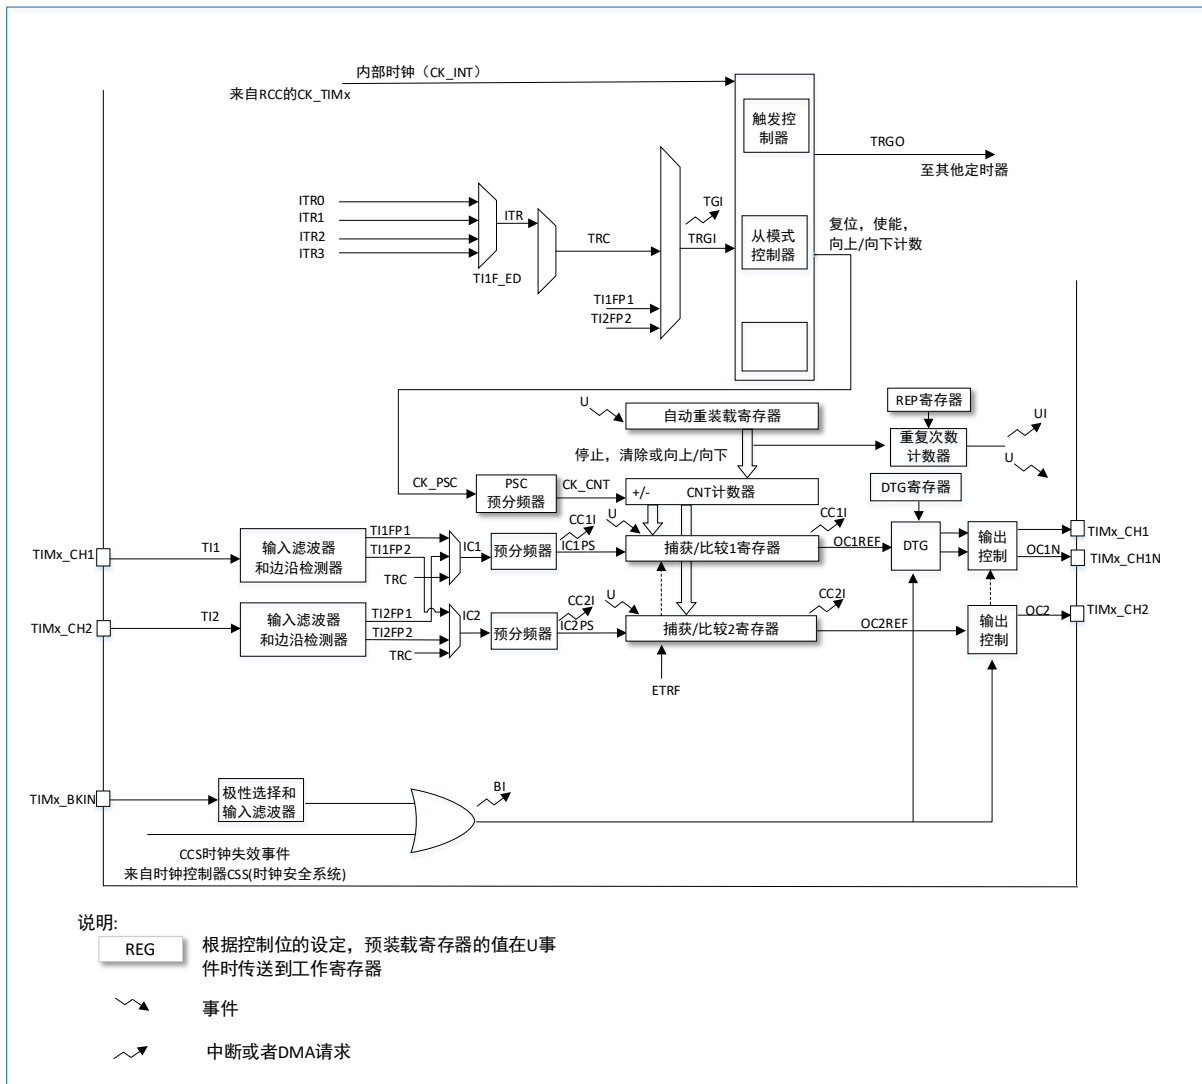 内部时钟（CK_INT）
来自RCC的CK_TIMx
触发控
制器
TRGO
至其他定时器
ITR0
ITR1
ITR2
ITR3
ITR
TI1F_ED
TRC
TGI
TRGI
从模式
控制器
复位，使能，
向上/向下计数
TI1FP1
TI2FP2
U
自动重装载寄存器
REP寄存器
重复次数
计数器
UI
U
停止，清除或向上/向下
CK_PSC
PSC
预分频器
CK_CNT
+/-
CNT计数器
DTG寄存器
TIMx_CH1
TI1
输入滤波器
和边沿检测器
TI1FP1
TI1FP2
TRC
IC1
预分频器
CC1I
IC1PS
U
捕获/比较1寄存器
CC1I
OC1REF
DTG
输出
控制
OC1N
TIMx_CH1
TIMx_CH1N
TIMx_CH2
TI2
输入滤波器
和边沿检测器
TI2FP1
TI2FP2
TRC
IC2
预分频器
CC2I
IC2PS
U
捕获/比较2寄存器
CC2I
OC2REF
输出
控制
OC2
TIMx_CH2
ETRF
TIMx_BKIN
极性选择和
输入滤波器
BI
CCS时钟失效事件
来自时钟控制器CSS(时钟安全系统)
说明:
REG
根据控制位的设定，预装载寄存器的值在U事
件时传送到工作寄存器
事件
中断或者DMA请求